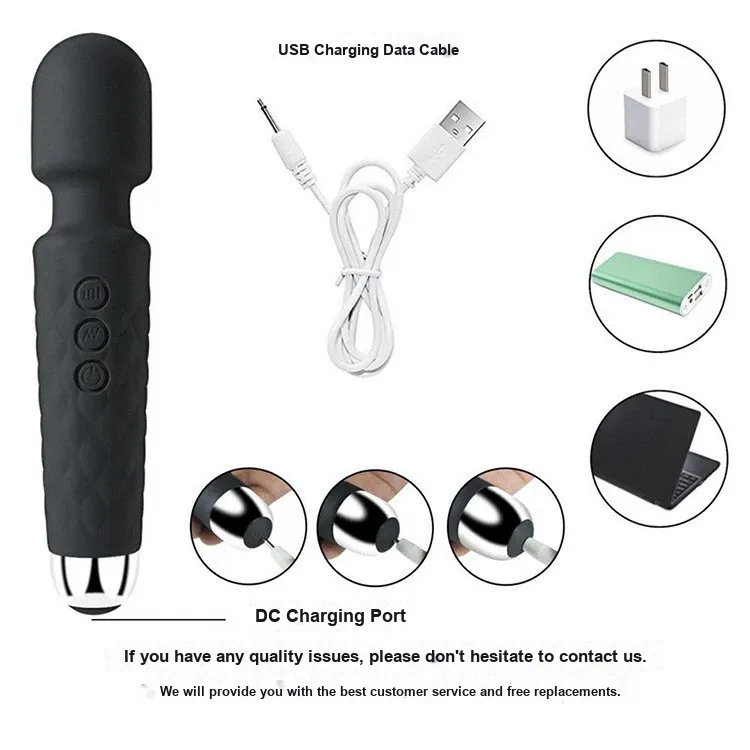 USB Charging Data Cable
DC Charging Port
If you have any quality issues, please don't hesitate to contact us.
We will provide you with the best customer service and free replacements.